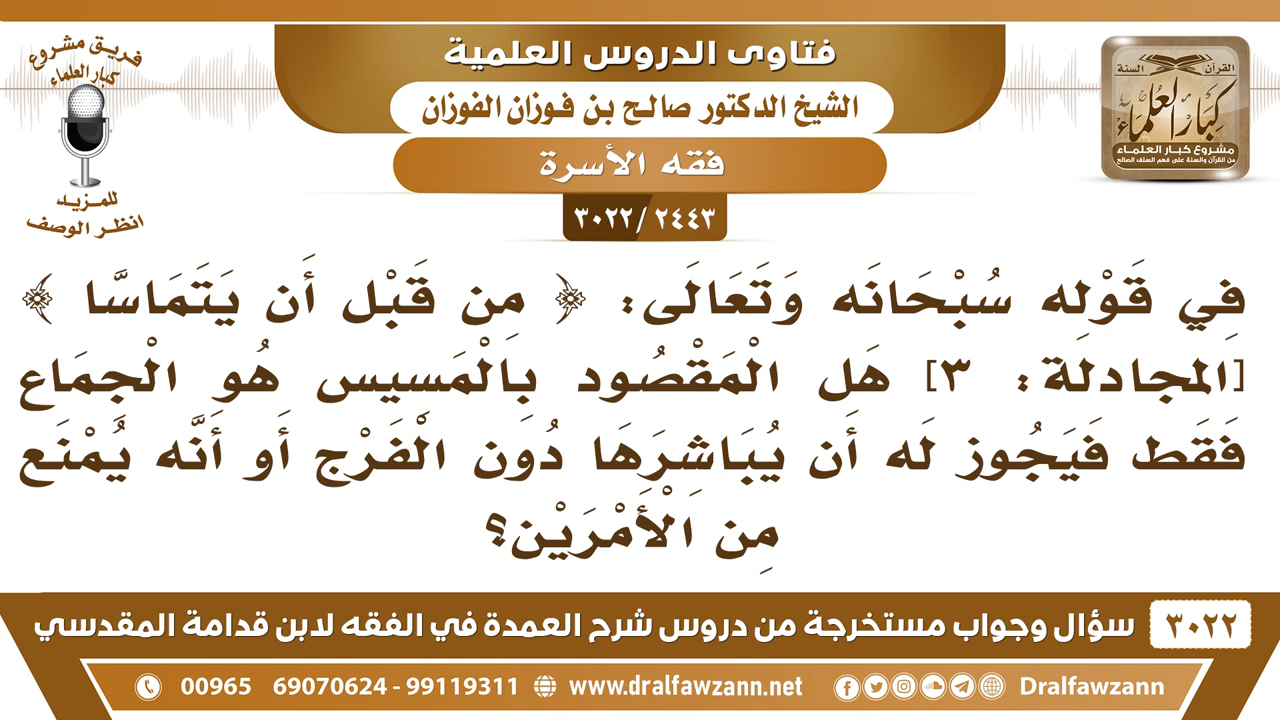 فتاوى الدروس العلمية
الشيخ الدكتور صالح بن فوزان الفوزان
فقه الأسرة
٣٠٢٢/٢٤٤٣
القرآن السنة
كبار العلماء
مشروع كبار العلماء
من القرآن والسنة على فهم السلف الصالح
فريق مشروع
كبار العلماء
للمزيد
انظر الوصف
فِي قَوْلِه سُبْحَانَه وَتَعَالَى: ﴿ مِن قَبْل أَن يَتَمَاسَّا ﴾
[المجادلة: ٣] هَل الْمَقْصُود بِالْمَسيس هُو الْجمَاع
فَقَط فَيَجُوز لَه أَن يُبَاشرَهَا دُون الْفَرْج أَو أَنَّه يُمْنَع
مِن الْأَمْرَيْن؟
٣٠٢٢ سؤال وجواب مستخرجة من دروس شرح العمدة في الفقه لابن قدامة المقدسي
00965 69070624 - 99119311 www.dralfawzann.net Dralfawzann